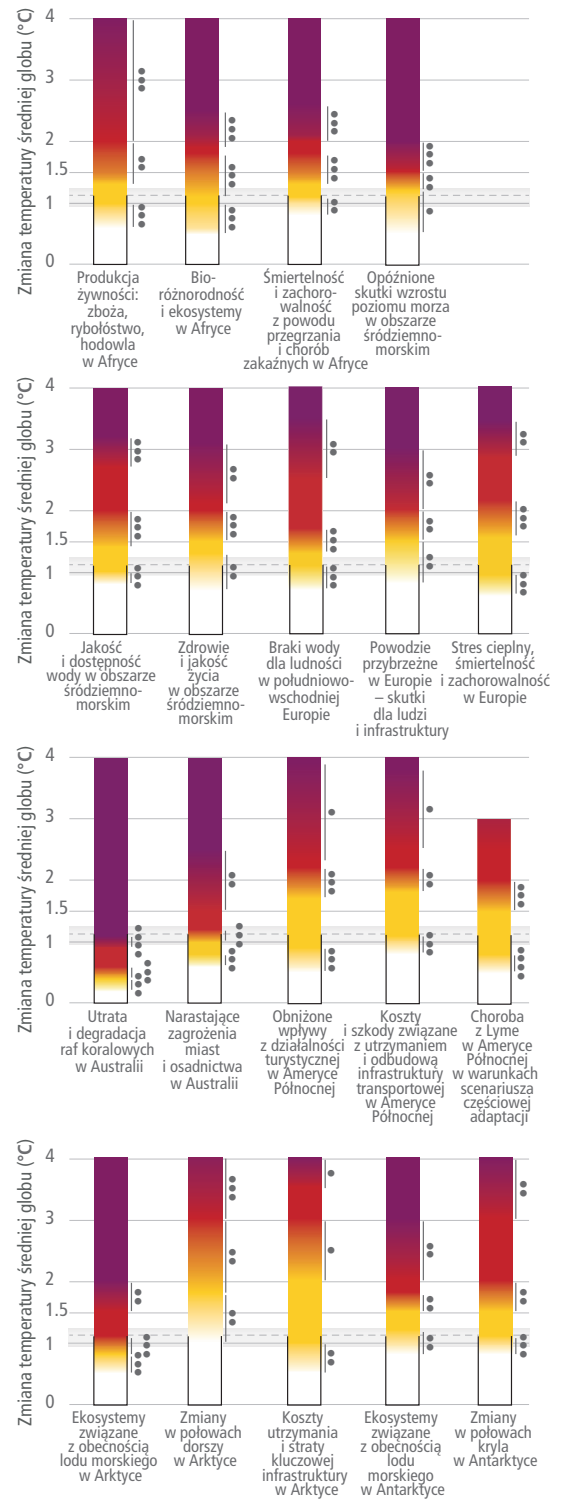 Zmiana temperatury średniej globu (°C)
4
3
2
1.5
1
0
Produkcja
żywności:
zboża,
rybołóstwo,
hodowla
w Afryce
Bio-
różnorodność
i ekosystemy
w Afryce
Śmiertelność
i zachoro-
walność
z powodu
przegrzania
i chorób
zakaźnych w Afryce
Opóźnione
skutki wzrostu
poziomu morza
w obszarze
śródziemno-
morskim
Zmiana temperatury średniej globu (°C)
4
3
2
1.5
1
0
Jakość
i dostępność
wody w obszarze
śródziemno-
morskim
Zdrowie
i jakość
życia
w obszarze
śródziemno-
morskim
Braki wody
dla ludności
w południowo-
wschodniej
Europie
Powodzie
przybrzeżne
w Europie
– skutki
dla ludzi
i infrastruktury
Stres cieplny,
śmiertelność
i zachorowalność
w Europie
Zmiana temperatury średniej globu (°C)
4
3
2
1.5
1
0
Utrata
i degradacja
raf koralowych
w Australii
Narastające
zagrożenia
miast
i osadnictwa
w Australii
Obniżone
wpływy
z działalności
turystycznej
w Ameryce
Północnej
Koszty
i szkody związane
z utrzymaniem
i odbudową
infrastruktury
transportowej
w Ameryce
Północnej
Choroba
z Lyme
w Ameryce
Północnej
w warunkach
scenariusza
częściowej
adaptacji
Zmiana temperatury średniej globu (°C)
4
3
2
1.5
1
0
Ekosystemy
związane
z obecnością
lodu morskiego
w Arktyce
Zmiany
w połowach
dorszy
w Arktyce
Koszty
utrzymania
i straty
kluczowej
infrastruktury
w Arktyce
Ekosystemy
związane
z obecnością
lodu
morskiego
w Antarktyce
Zmiany
w połowach
kryla
w Antarktyce